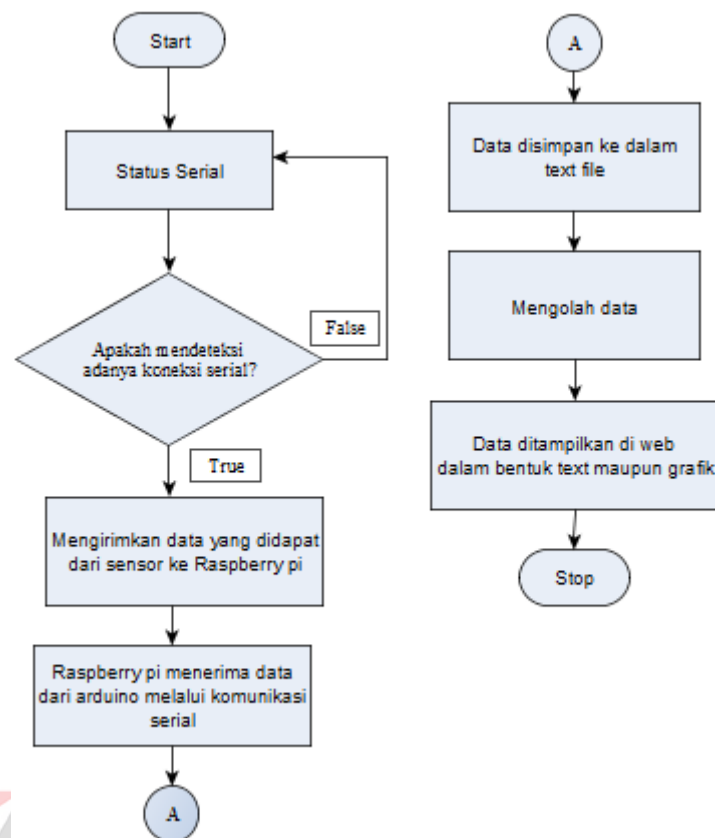 Start
Status Serial
Apakah mendeteksi
adanya koneksi serial?
False
True
Mengirimkan data yang didapat
dari sensor ke Raspberry pi
Raspberry pi menerima data
dari arduino melalui komunikasi
serial
A
A
Data disimpan ke dalam
text file
Mengolah data
Data ditampilkan di web
dalam bentuk text maupun grafik
Stop